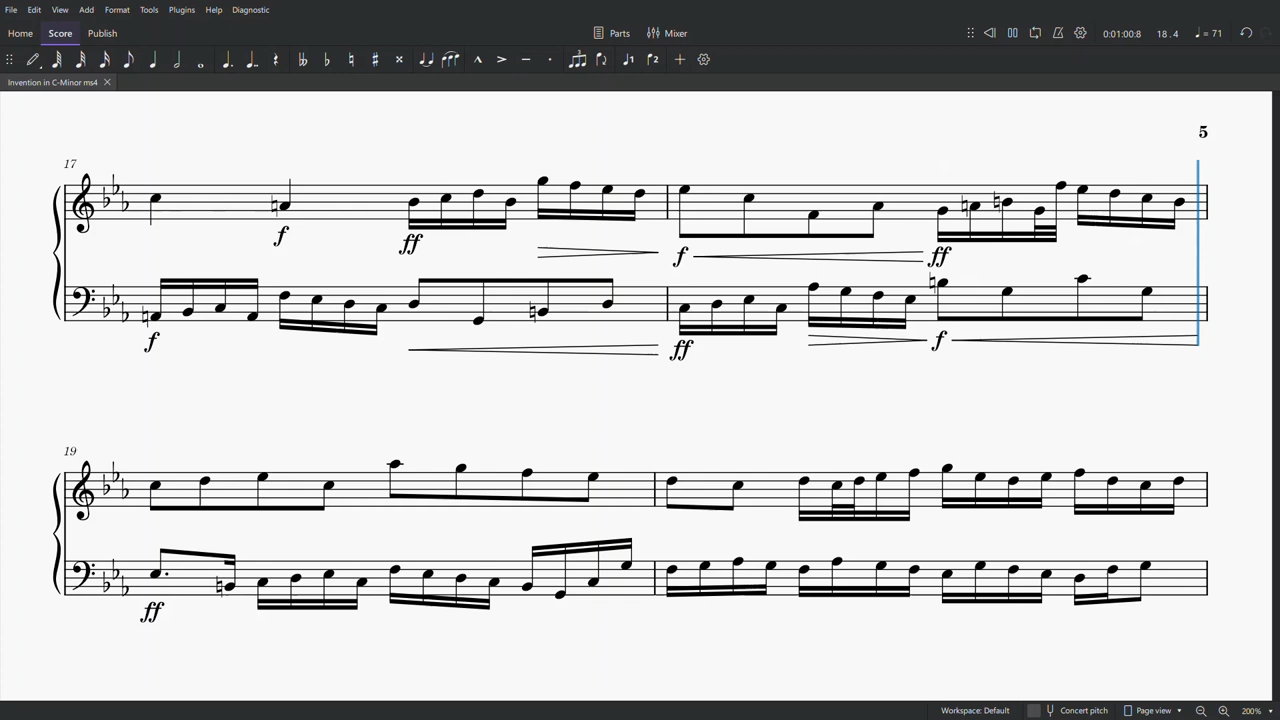 File Edit View Add Format Tools Plugins Help Diagnostic
Home Score Publish Parts Mixer 0:01:00:8 18 . 4 = 71
Invention in C-Minor ms4
5
17
f ff f ff
f ff f
19
ff
Workspace: Default Concert pitch Page view 200%